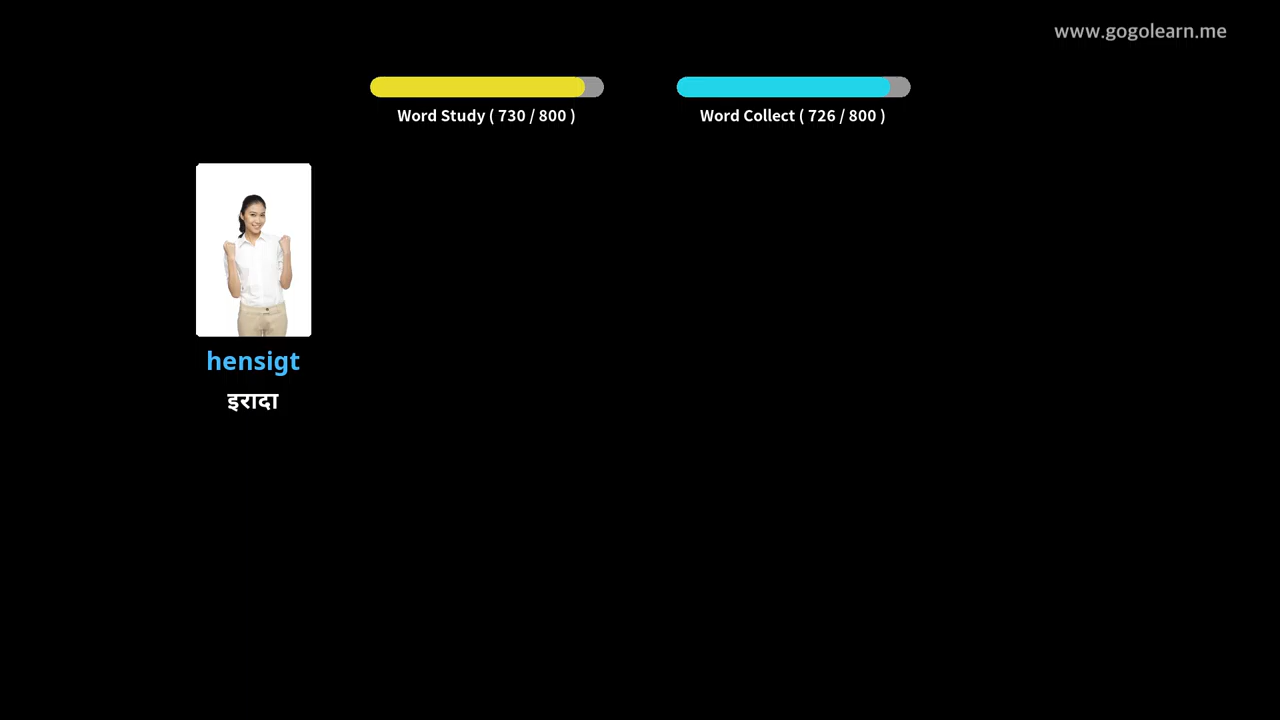 www.gogolearn.me
Word Study ( 730 / 800 )
Word Collect ( 726 / 800 )
hensigt
इरादा